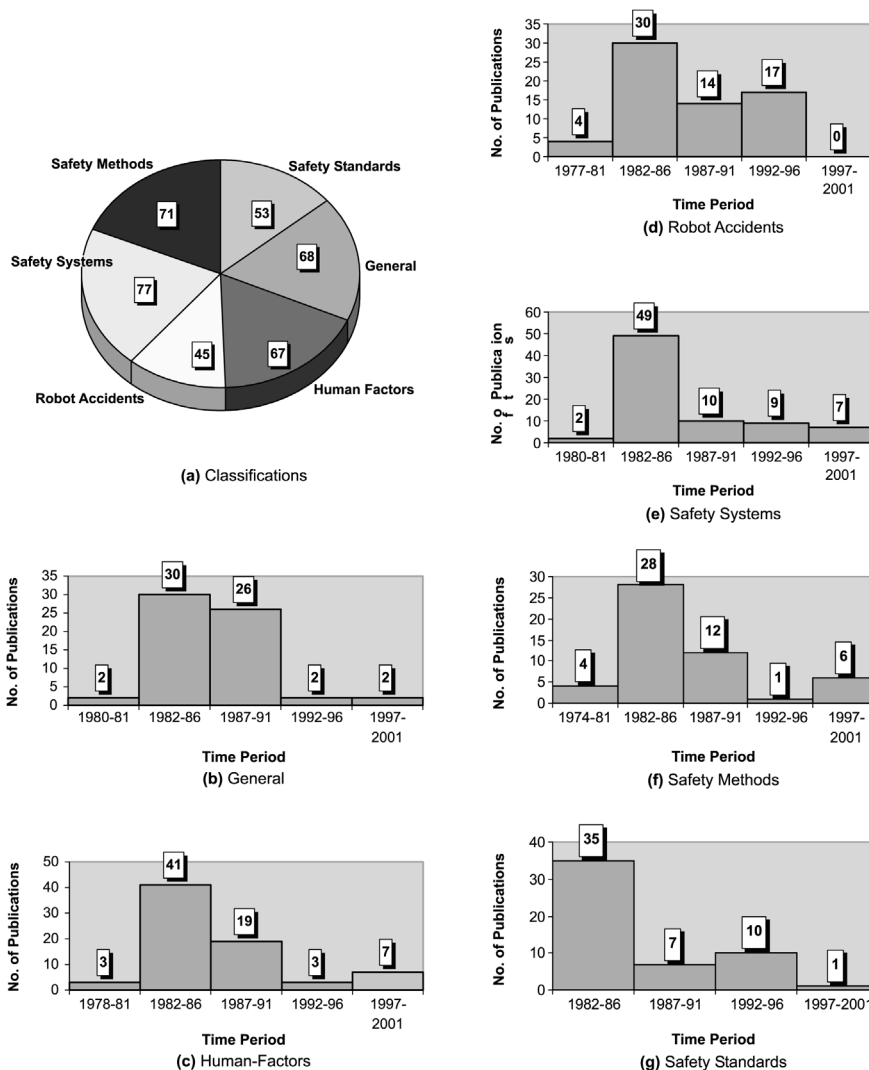 Safety Methods
Safety Standards
71
53
Safety Systems
68
General
77
45
67
Robot Accidents
Human Factors
(a) Classifications
No. of Publications
35
30
25
20
15
10
5
0
2
30
26
2
2
1980-81 1982-86 1987-91 1992-96 1997-
2001
Time Period
(b) General
No. of Publications
50
40
30
20
10
0
3
41
19
3
7
1978-81 1982-86 1987-91 1992-96 1997-
2001
Time Period
(c) Human-Factors
No. of Publications
35
30
25
20
15
10
5
0
4
30
14
17
0
1977-81 1982-86 1987-91 1992-96 1997-
2001
Time Period
(d) Robot Accidents
No. of Publications
60
50
40
30
20
10
0
2
49
10
9
7
1980-81 1982-86 1987-91 1992-96 1997-
2001
Time Period
(e) Safety Systems
No. of Publications
30
25
20
15
10
5
0
4
28
12
1
6
1974-81 1982-86 1987-91 1992-96 1997-
2001
Time Period
(f) Safety Methods
No. of Publications
40
30
20
10
0
35
7
10
1
1982-86 1987-91 1992-96 1997-2001
Time Period
(g) Safety Standards